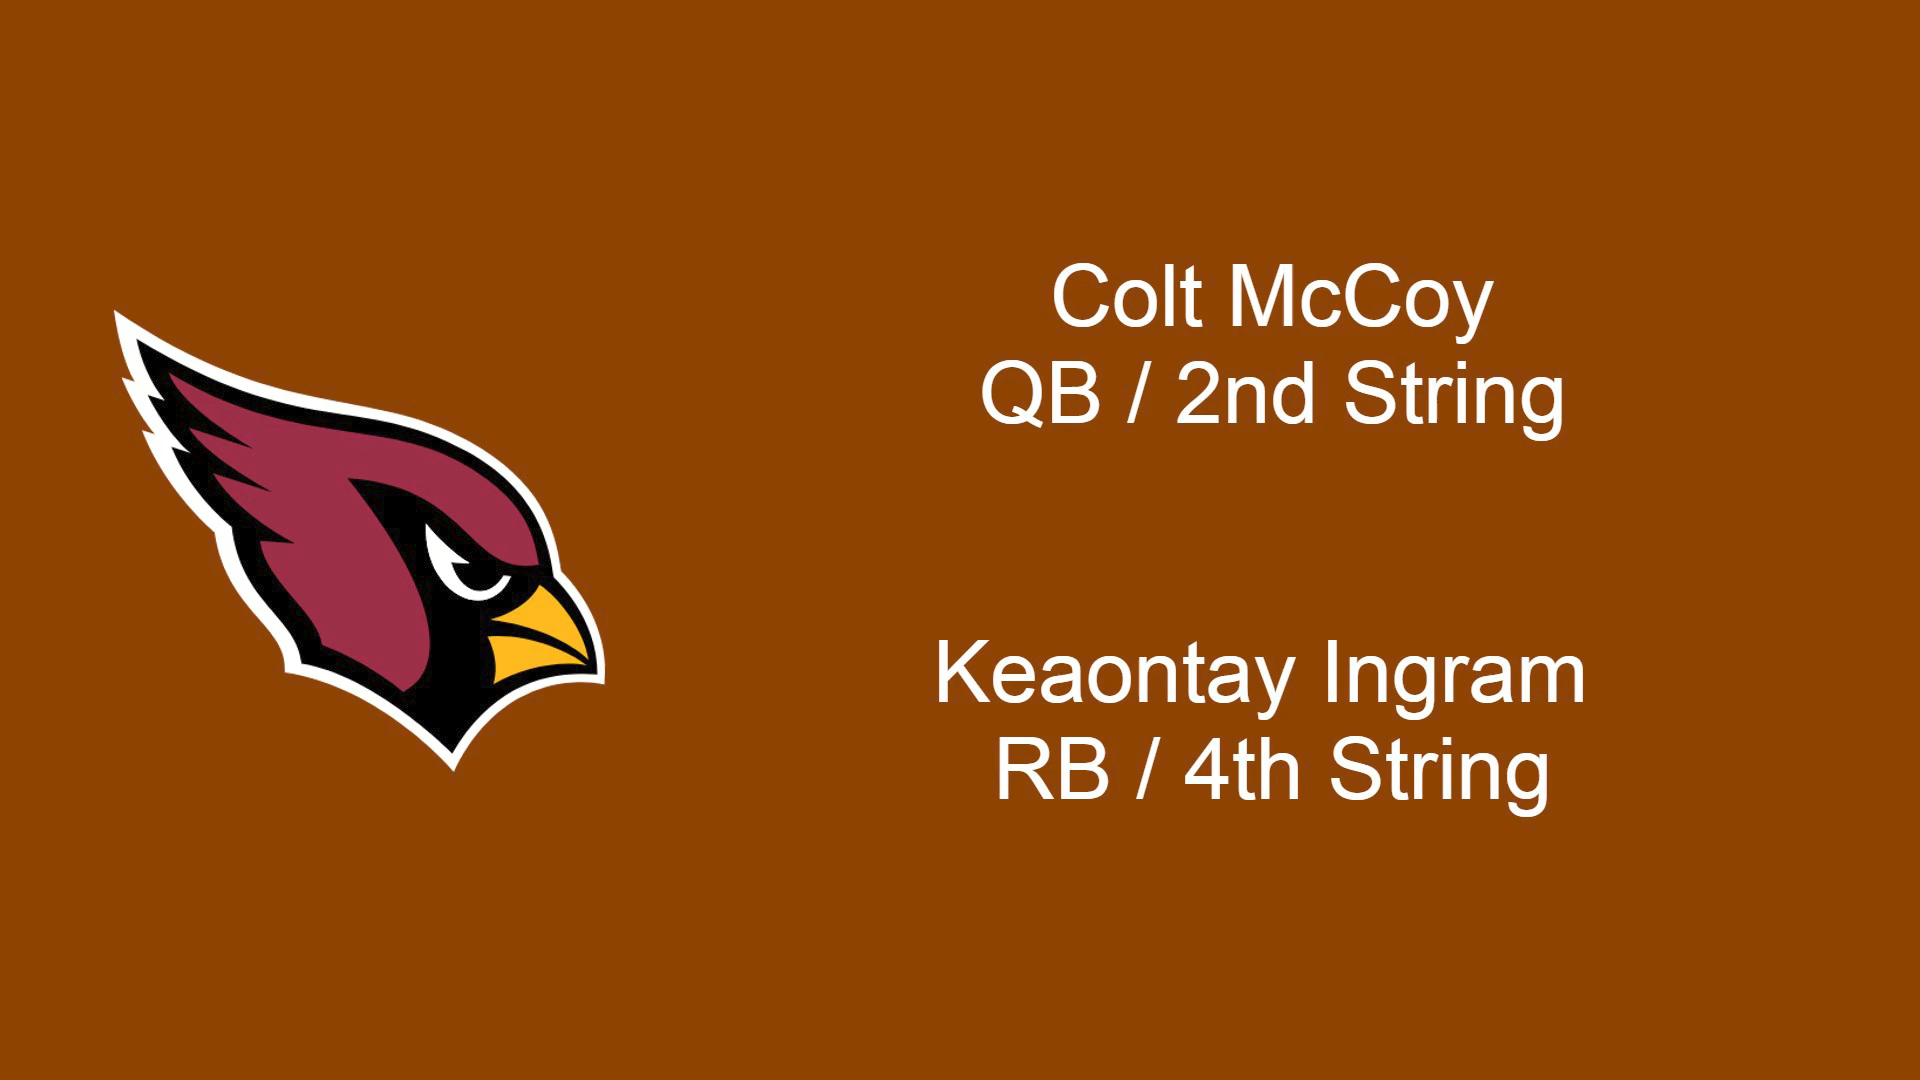 Colt McCoy
QB / 2nd String
Keaontay Ingram
RB / 4th String